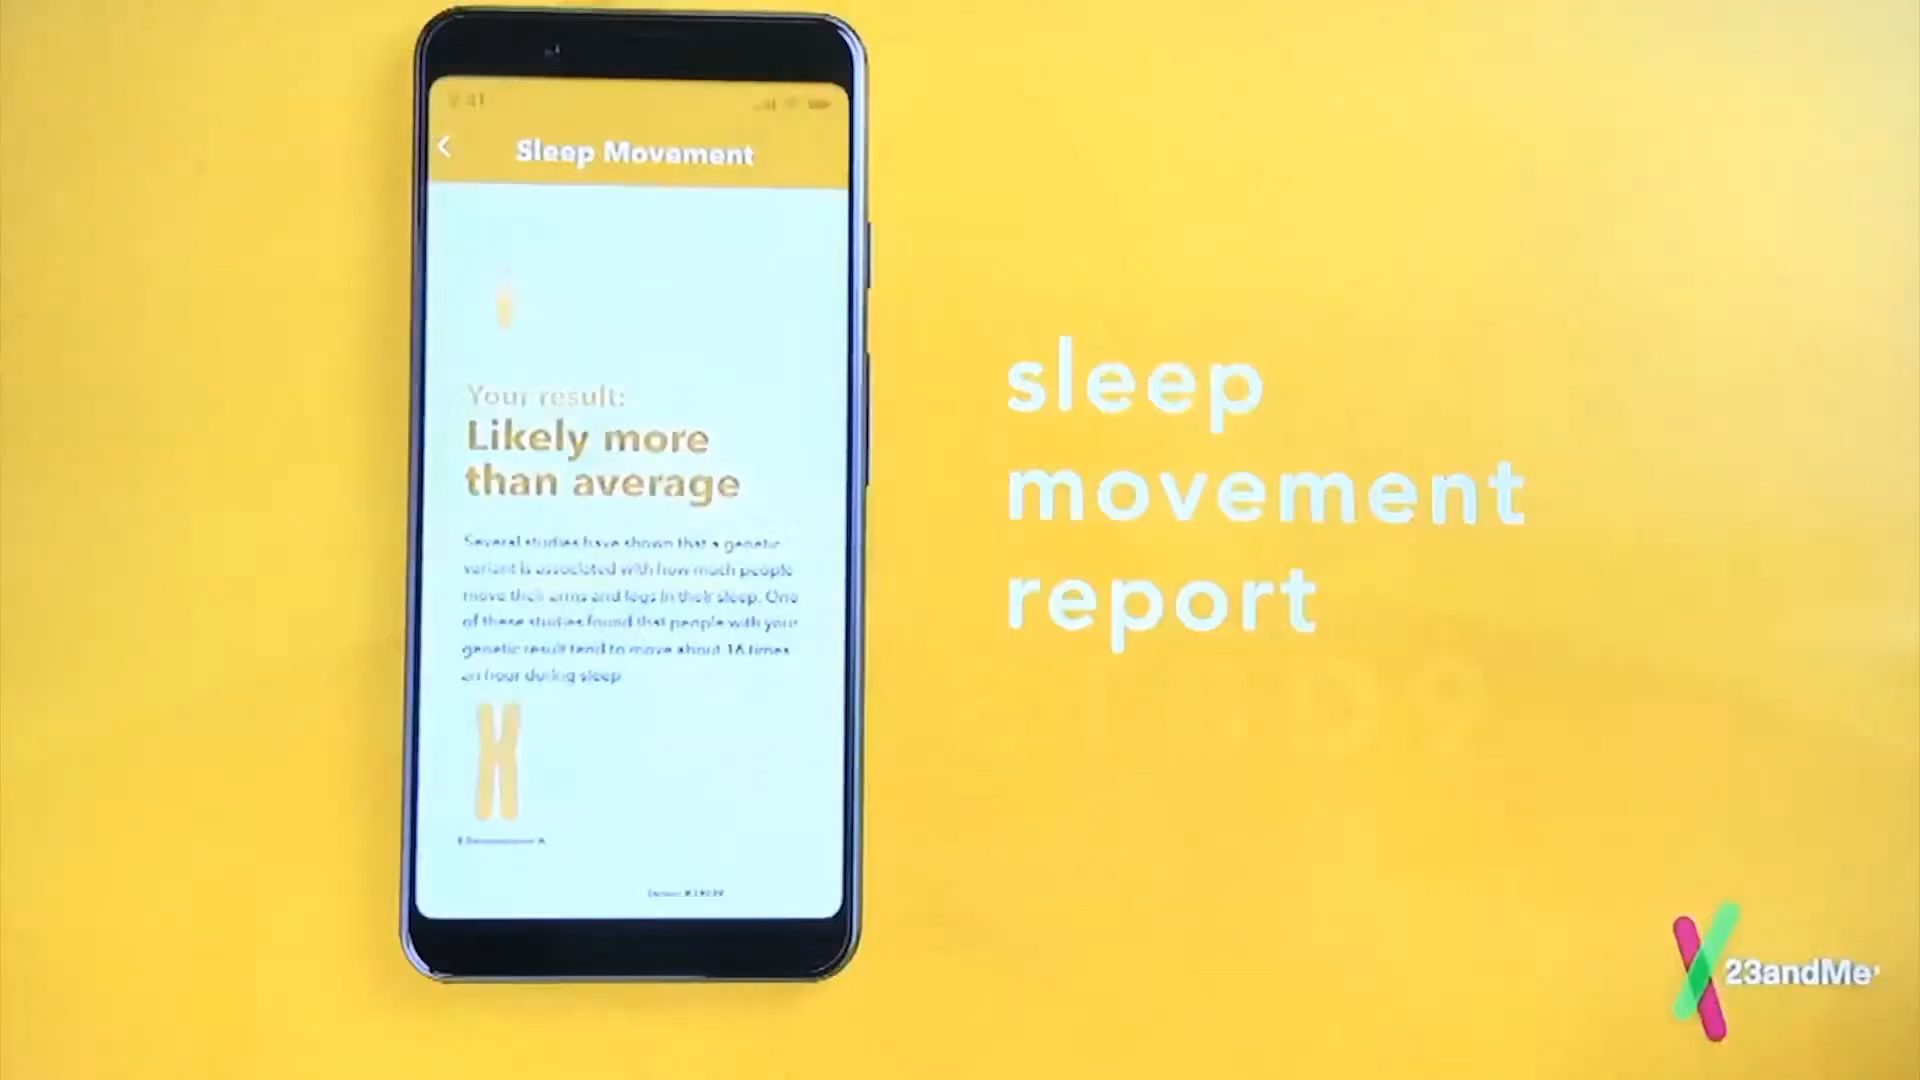 Sleep Movement
Your result:
Likely more
than average
Several studies have shown that a genetic
variant is associated with how much people
move their arms and legs in their sleep. One
of these studies found that people with your
genetic result tend to move about 16 times
an hour during sleep
sleep
movement
report
23andMe